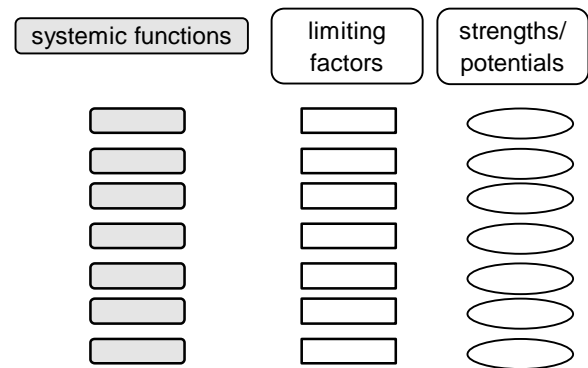 systemic functions
limiting
factors
strengths/
potentials